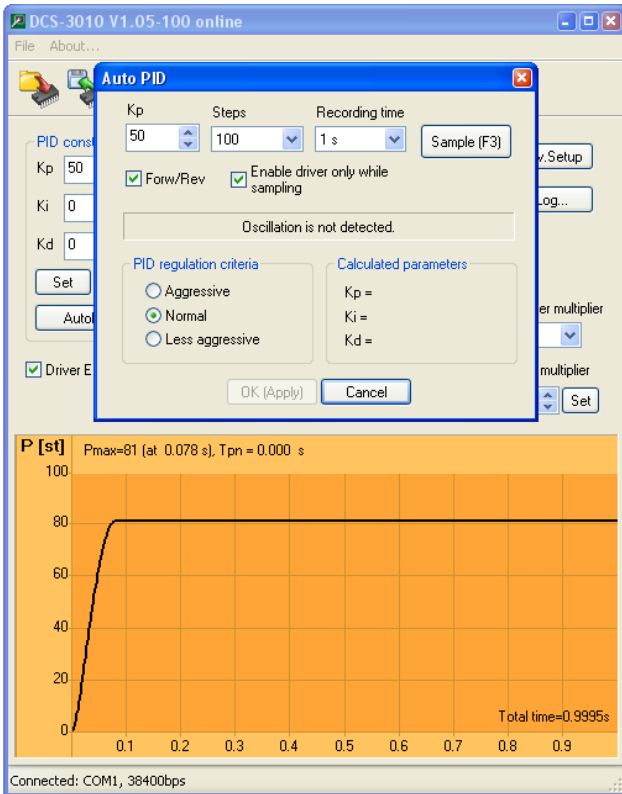 DCS-3010 V1.05-100 online
File About...
Auto PID
Kp Steps Recording time
50 100 1 s Sample (F3)
Forw/Rev Enable driver only while sampling
Oscillation is not detected.
PID regulation criteria
Aggressive
Normal
Less aggressive
Calculated parameters
Kp =
Ki =
Kd =
OK (Apply) Cancel
PID const
Kp 50
Ki 0
Kd 0
Set
Driver E
v.Setup
Log...
er multiplier
multiplier
Set
P [st] Pmax=81 (at 0.078 s), Tpn = 0.000 s
100
80
60
40
20
0
Total time=0.9995s
0.1 0.2 0.3 0.4 0.5 0.6 0.7 0.8 0.9
Connected: COM1, 38400bps